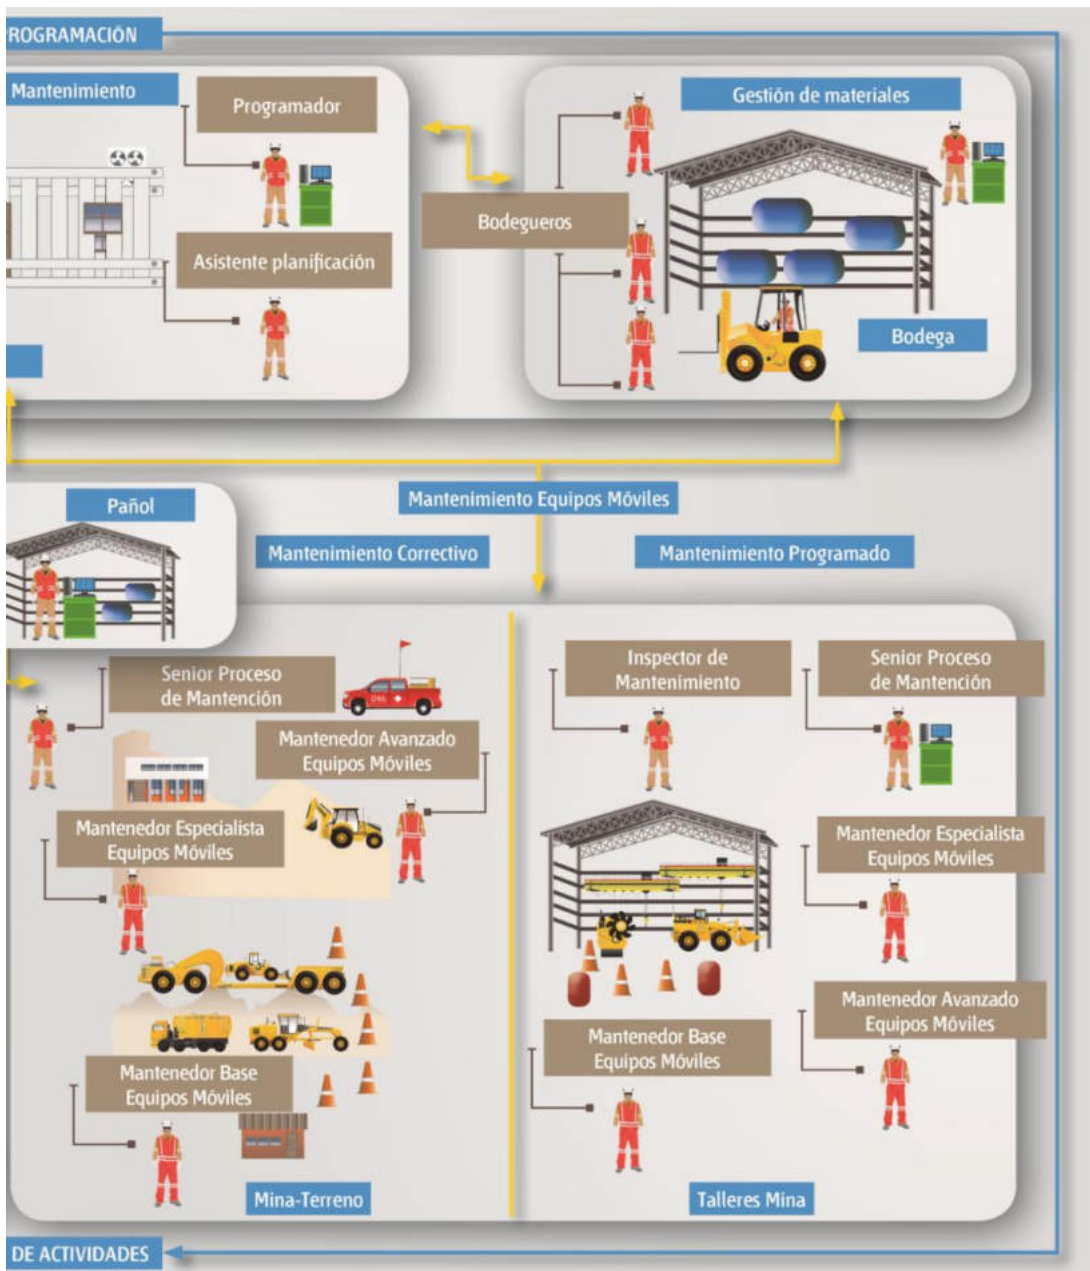 PROGRAMACIÓN
Mantenimiento
Programador
Asistente planificación
Gestión de materiales
Bodegueros
Bodega
Mantenimiento Equipos Móviles
Pañol
Mantenimiento Correctivo
Mantenimiento Programado
Senior Proceso
de Mantención
Mantenedor Avanzado
Equipos Móviles
Mantenedor Especialista
Equipos Móviles
Mantenedor Base
Equipos Móviles
Mina-Terreno
Inspector de
Mantenimiento
Senior Proceso
de Mantención
Mantenedor Especialista
Equipos Móviles
Mantenedor Avanzado
Equipos Móviles
Mantenedor Base
Equipos Móviles
Talleres Mina
DE ACTIVIDADES